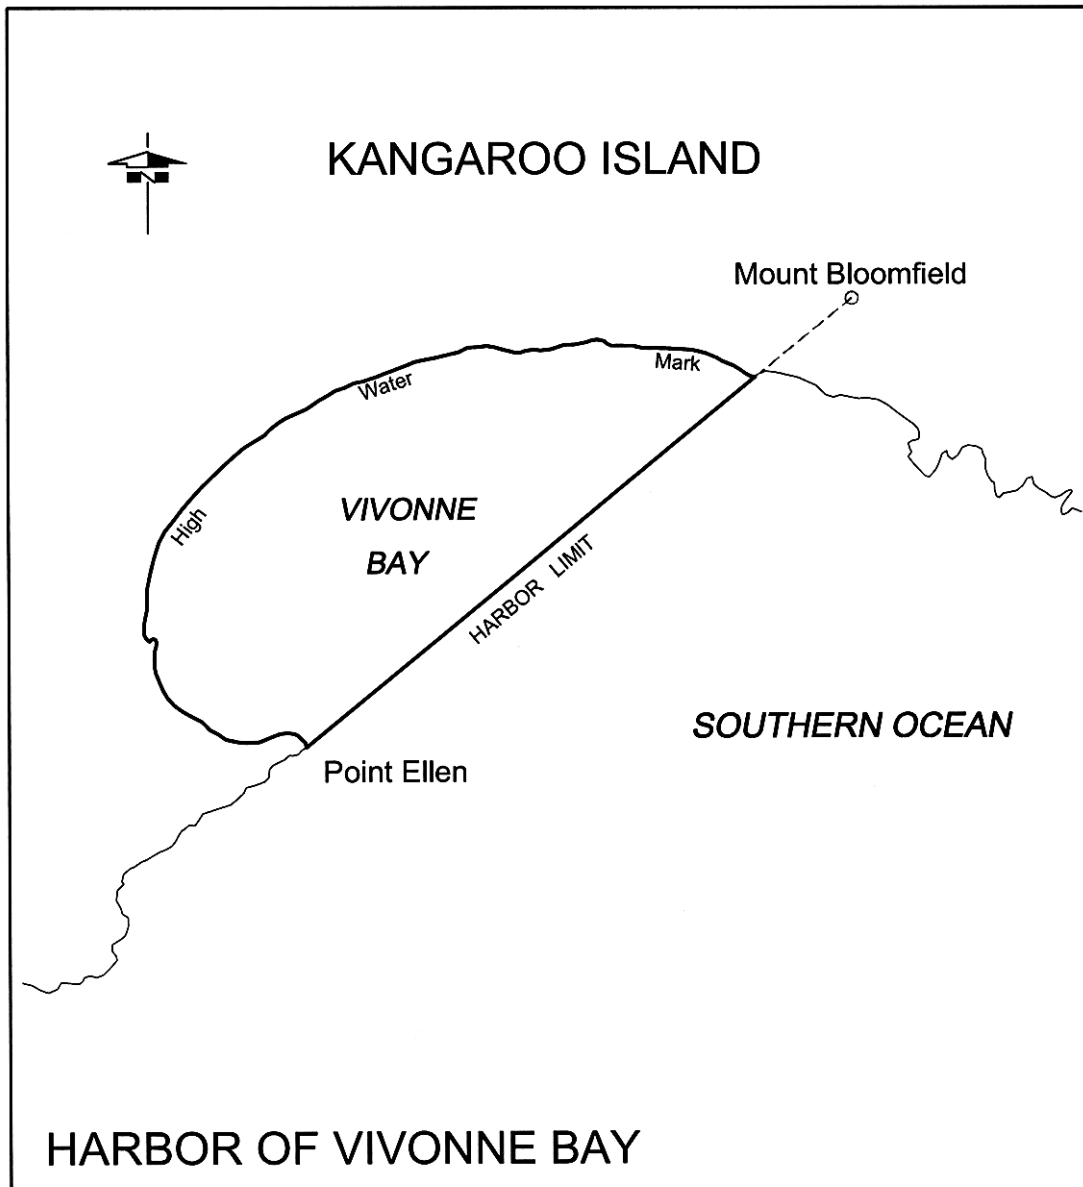 KANGAROO ISLAND
N
Mount Bloomfield
Mark
Water
High
VIVONNE
BAY
HARBOR LIMIT
SOUTHERN OCEAN
Point Ellen
HARBOR OF VIVONNE BAY